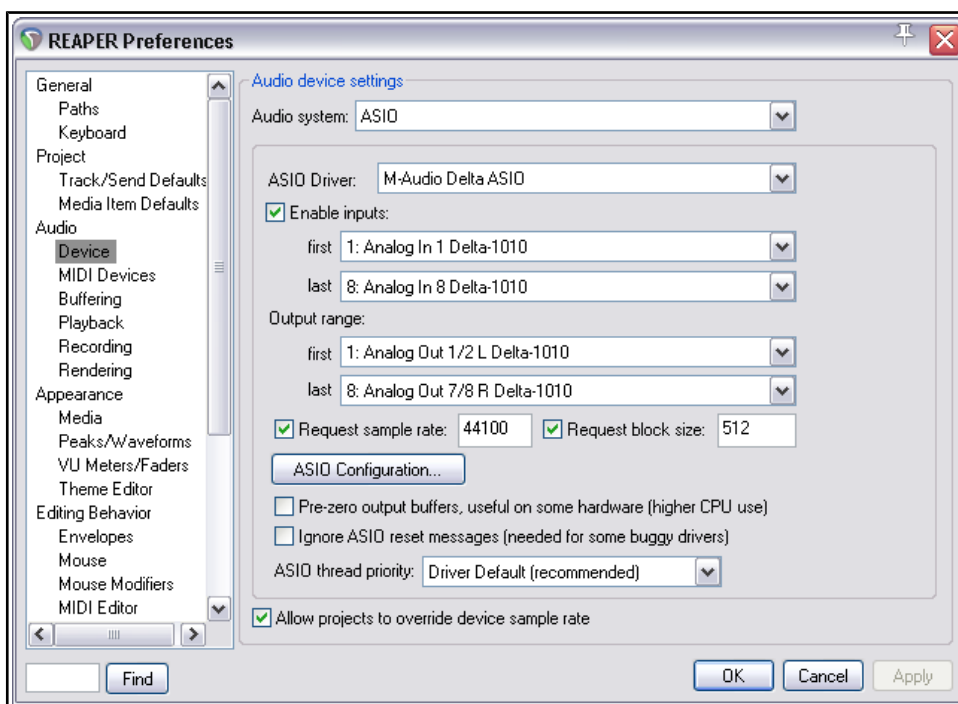 REAPER Preferences
General
Paths
Keyboard
Project
Track/Send Defaults
Media Item Defaults
Audio
Device
MIDI Devices
Buffering
Playback
Recording
Rendering
Appearance
Media
Peaks/Waveforms
VU Meters/Faders
Theme Editor
Editing Behavior
Envelopes
Mouse
Mouse Modifiers
MIDI Editor
Find
Audio device settings
Audio system: ASIO
ASIO Driver: M-Audio Delta ASIO
Enable inputs:
first 1: Analog In 1 Delta-1010
last 8: Analog In 8 Delta-1010
Output range:
first 1: Analog Out 1/2 L Delta-1010
last 8: Analog Out 7/8 R Delta-1010
Request sample rate: 44100 Request block size: 512
ASIO Configuration...
Pre-zero output buffers, useful on some hardware (higher CPU use)
Ignore ASIO reset messages (needed for some buggy drivers)
ASIO thread priority: Driver Default (recommended)
Allow projects to override device sample rate
OK Cancel Apply